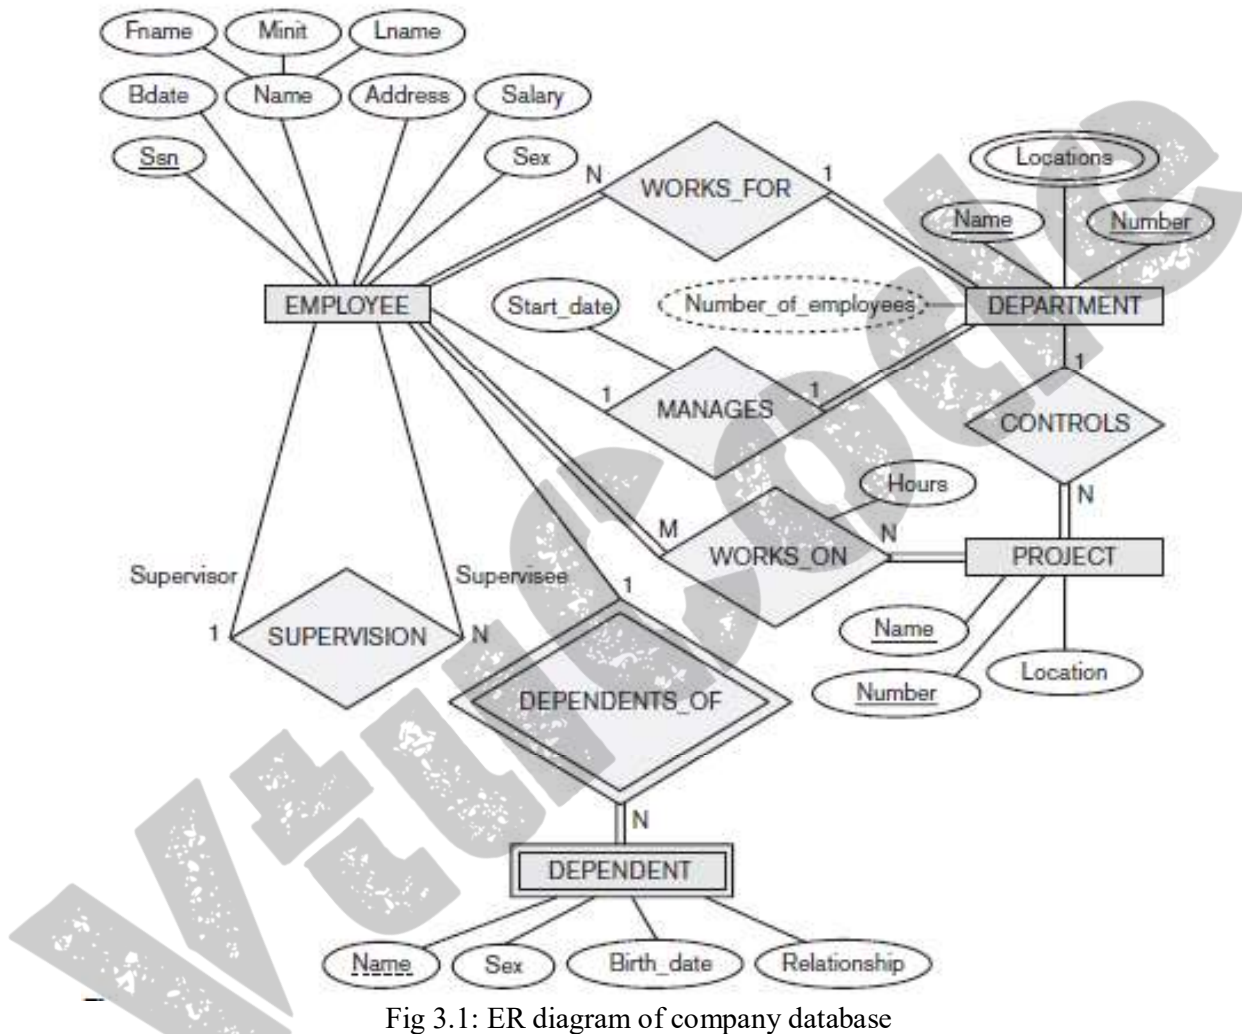 Fname Minit Lname
Bdate Name Address Salary
Ssn Sex
N WORKS_FOR 1
Locations
Name Number
EMPLOYEE Start_date Number_of_employees DEPARTMENT
1 MANAGES 1
1
CONTROLS
N
Hours
M WORKS_ON N PROJECT
Supervisor Supervisee
1 SUPERVISION N
1
DEPENDENTS_OF
N
Name
Number Location
DEPENDENT
Name Sex Birth_date Relationship
Fig 3.1: ER diagram of company database